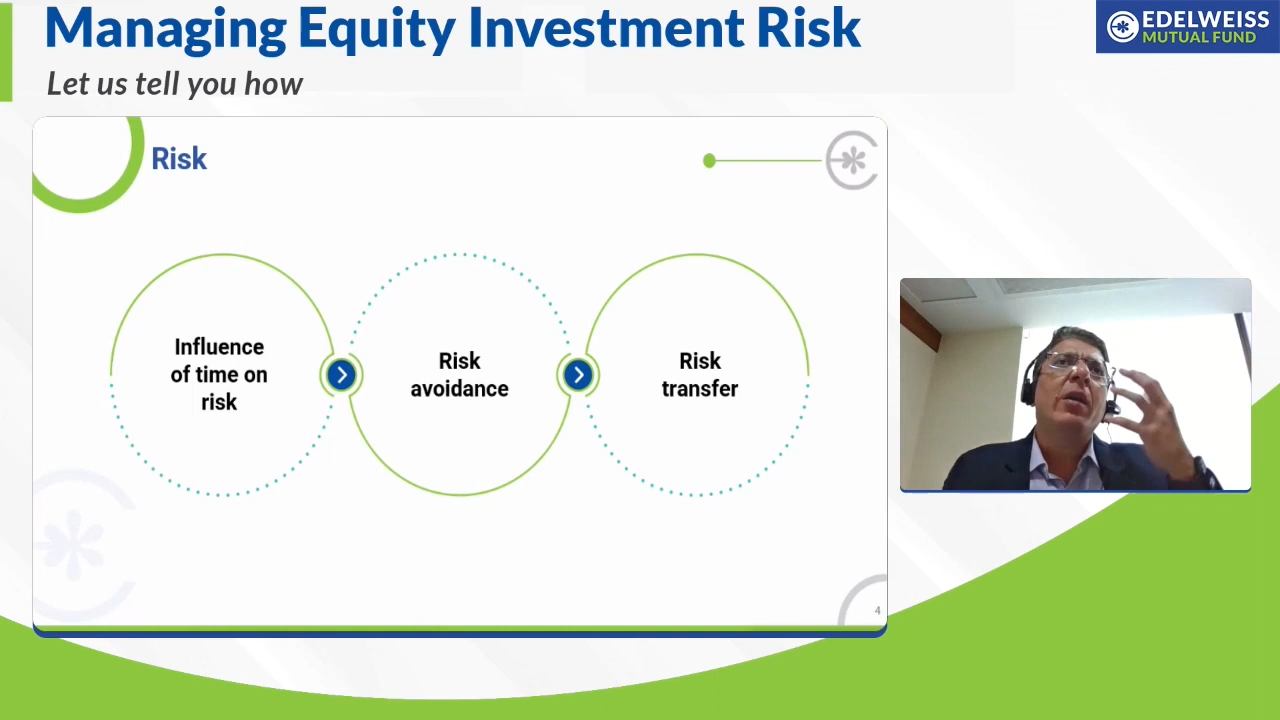 Managing Equity Investment Risk
Let us tell you how
EDELWEISS
MUTUAL FUND
Risk
Influence
of time on
risk
Risk
avoidance
Risk
transfer
4